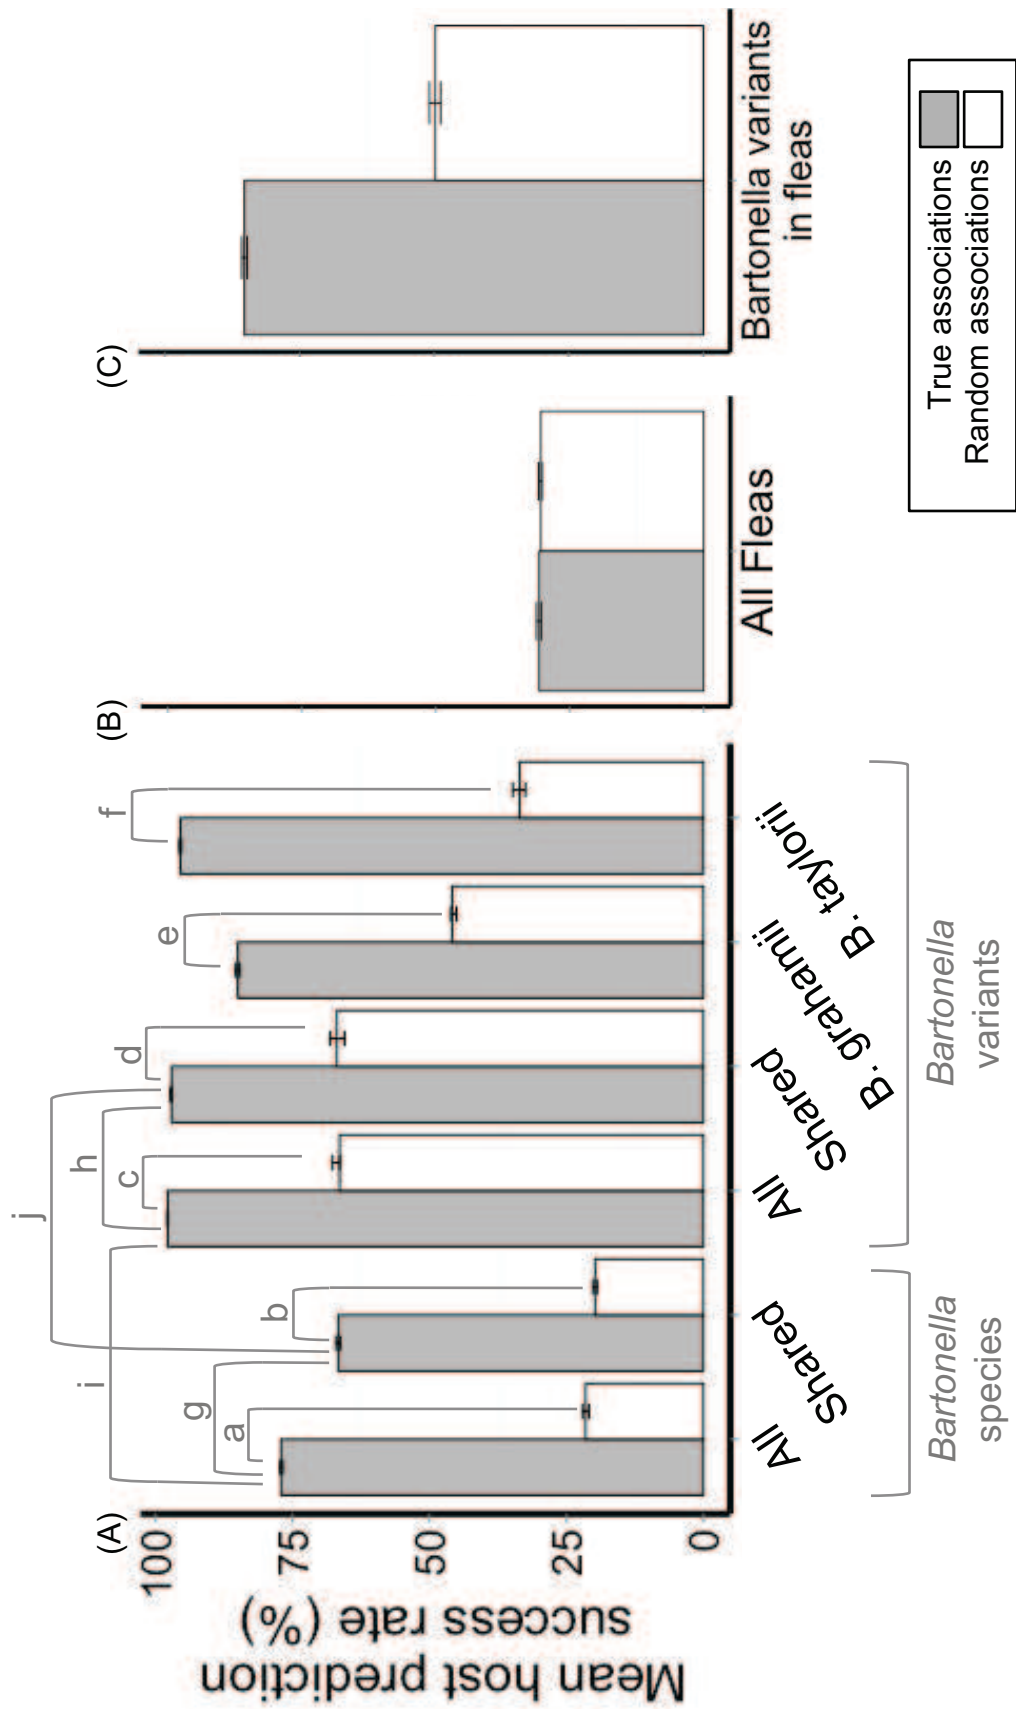 (A)
(B)
(C)
Mean host prediction
success rate (%)
100
75
50
25
0
j
i
h
g
f
e
d
c
b
a
All
Shared
All
Shared
B. grahamii
B. taylorii
Bartonella
species
Bartonella
variants
All Fleas
Bartonella variants
in fleas
True associations
Random associations